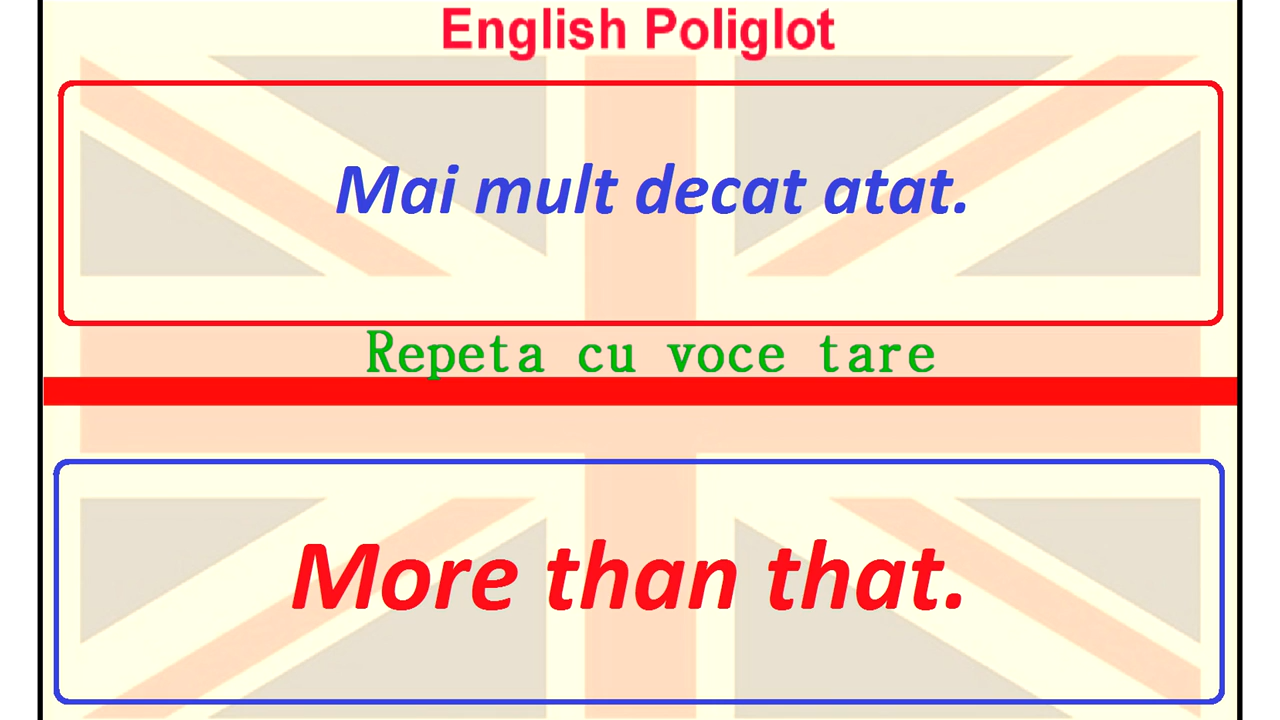 English Poliglot
Mai mult decat atat.
Repeta cu voce tare
More than that.